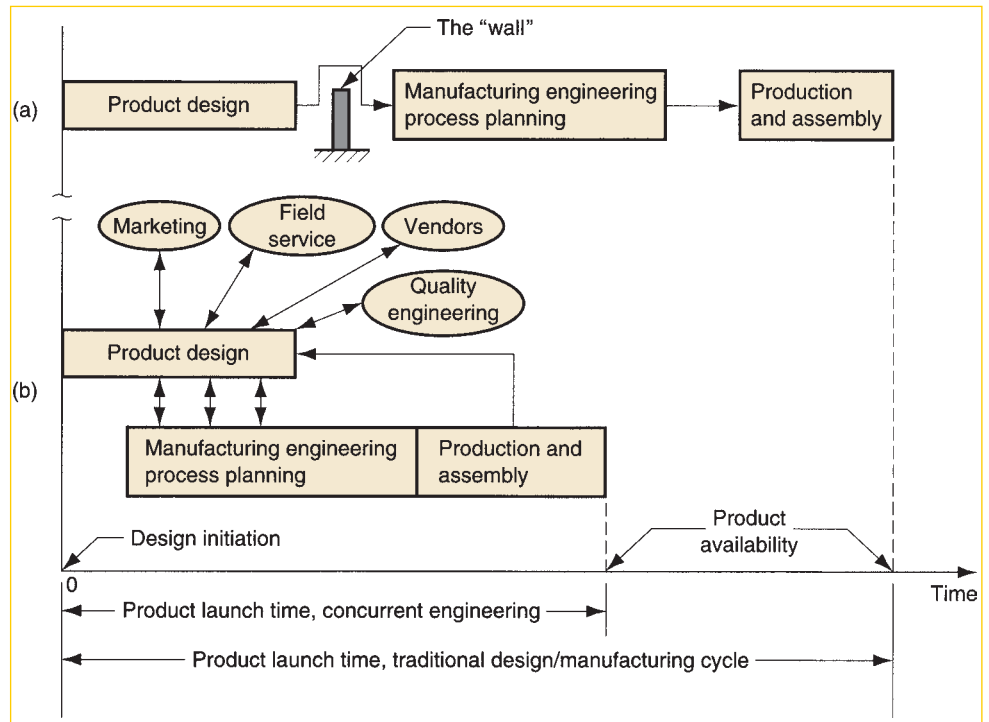 The “wall”
(a)
Product design
Manufacturing engineering
process planning
Production
and assembly
Marketing
Field
service
Vendors
Quality
engineering
Product design
(b)
Manufacturing engineering
process planning
Production and
assembly
Design initiation
Product
availability
0
Time
Product launch time, concurrent engineering
Product launch time, traditional design/manufacturing cycle